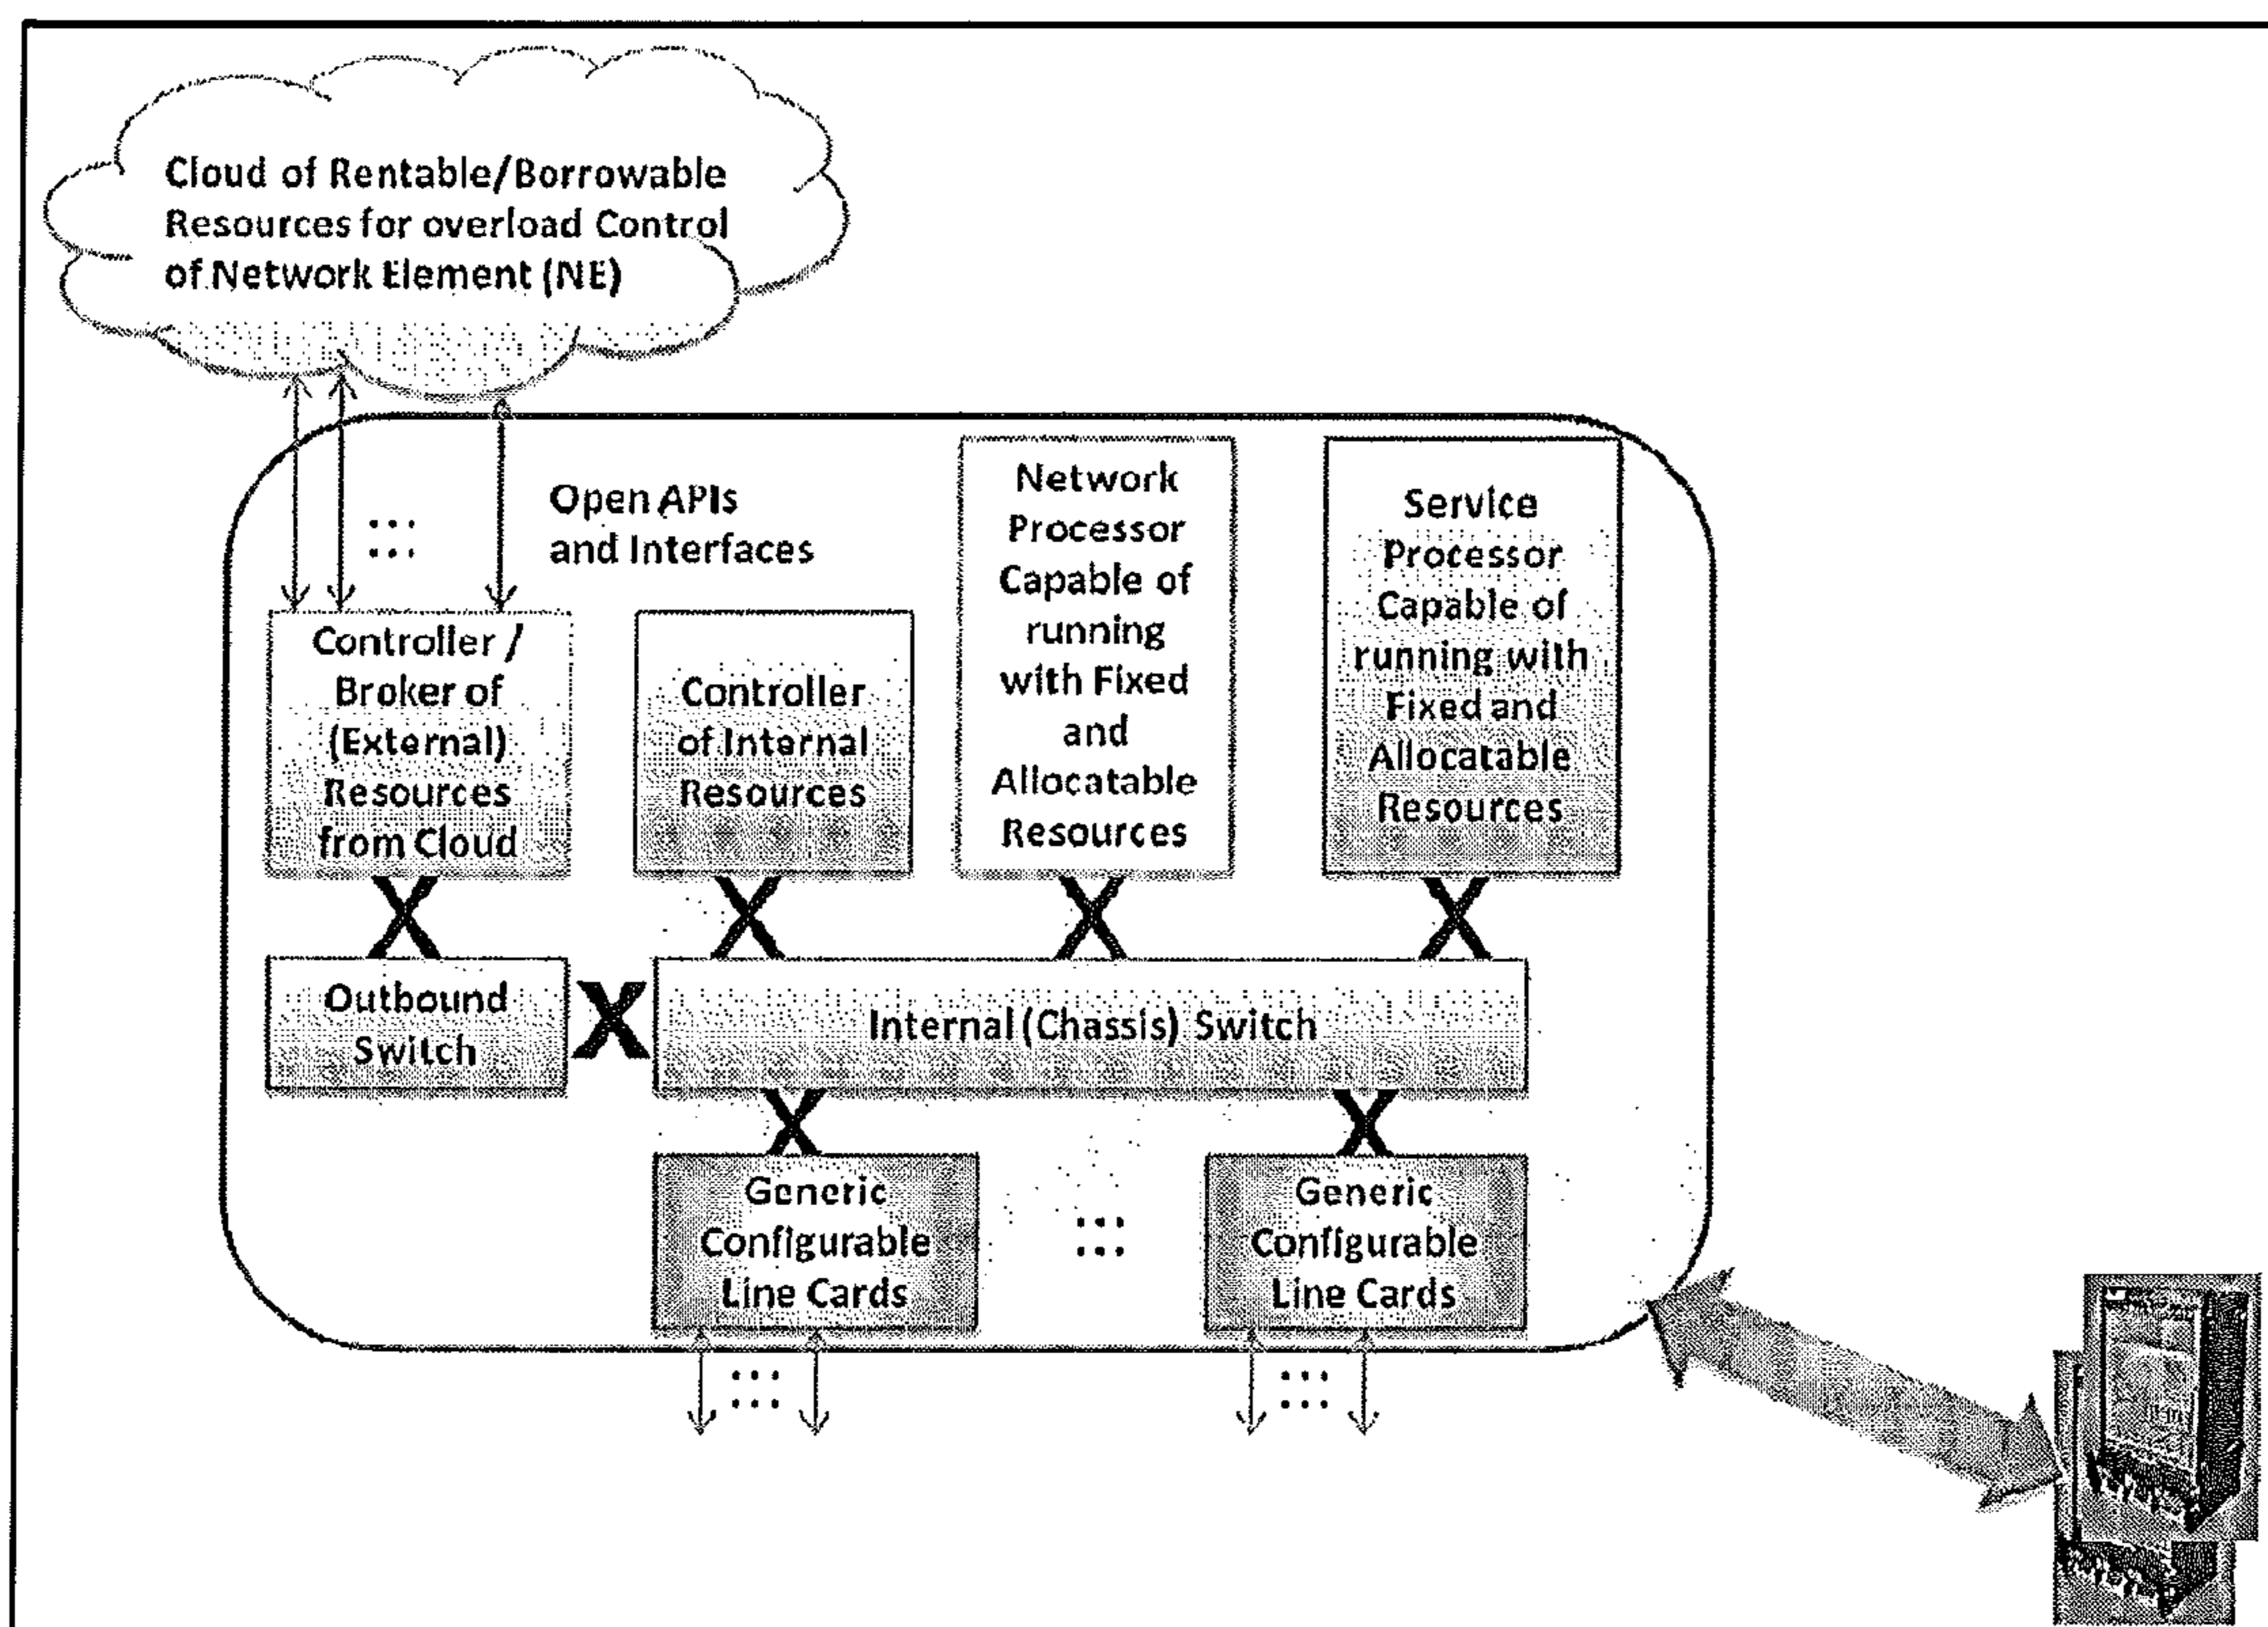 Cloud of Rentable/Borrowable
Resources for overload Control
of Network Element (NE)
Open APIs
and Interfaces
Controller /
Broker of
(External)
Resources
from Cloud
Controller
of Internal
Resources
Network
Processor
Capable of
running
with Fixed
and
Allocatable
Resources
Service
Processor
Capable of
running with
Fixed and
Allocatable
Resources
Outbound
Switch
Internal (Chassis) Switch
Generic
Configurable
Line Cards
Generic
Configurable
Line Cards